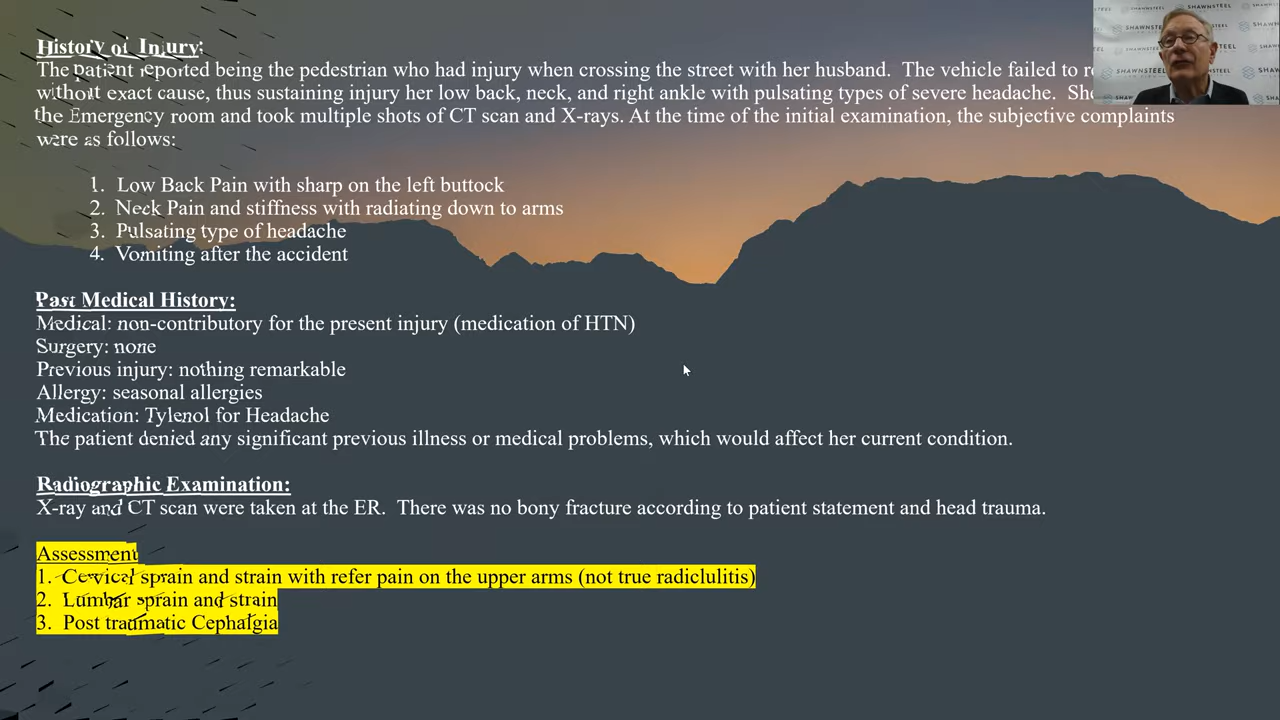 History of Injury:
The patient reported being the pedestrian who had injury when crossing the street with her husband. The vehicle failed to
without exact cause, thus sustaining injury her low back, neck, and right ankle with pulsating types of severe headache.
the Emergency room and took multiple shots of CT scan and X-rays. At the time of the initial examination, the subjective complaints
were as follows:
1. Low Back Pain with sharp on the left buttock
2. Neck Pain and stiffness with radiating down to arms
3. Pulsating type of headache
4. Vomiting after the accident
Past Medical History:
Medical: non-contributory for the present injury (medication of HTN)
Surgery: none
Previous injury: nothing remarkable
Allergy: seasonal allergies
Medication: Tylenol for Headache
The patient denied any significant previous illness or medical problems, which would affect her current condition.
Radiographic Examination:
X-ray and CT scan were taken at the ER. There was no bony fracture according to patient statement and head trauma.
Assessment
1. Cervical sprain and strain with refer pain on the upper arms (not true radiclulitis)
2. Lumbar sprain and strain
3. Post traumatic Cephalgia
SHAWNSTEEL